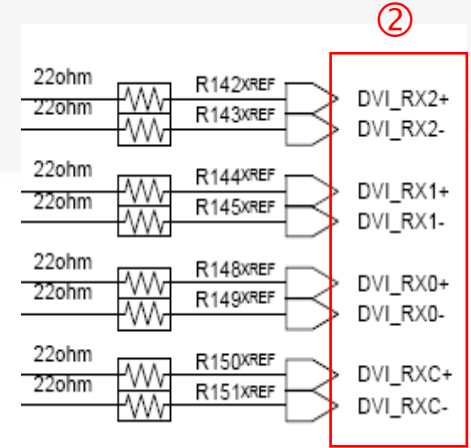 ②
22ohm R142XREF DVI_RX2+
22ohm R143XREF DVI_RX2-
22ohm R144XREF DVI_RX1+
22ohm R145XREF DVI_RX1-
22ohm R148XREF DVI_RX0+
22ohm R149XREF DVI_RX0-
22ohm R150XREF DVI_RXC+
22ohm R151XREF DVI_RXC-